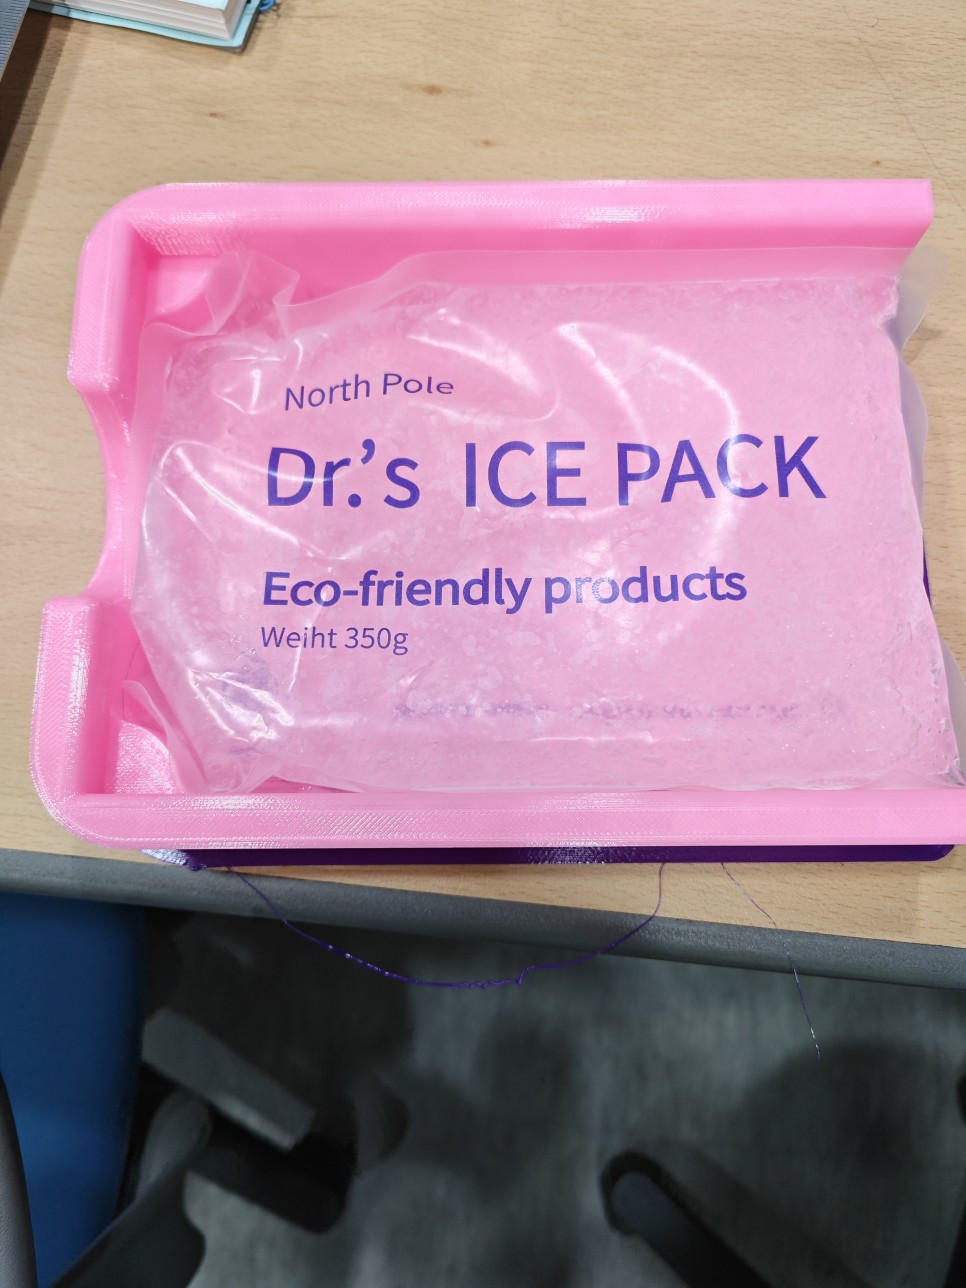 North Pole
Dr.'s ICE PACK
Eco-friendly products
Weiht 350g